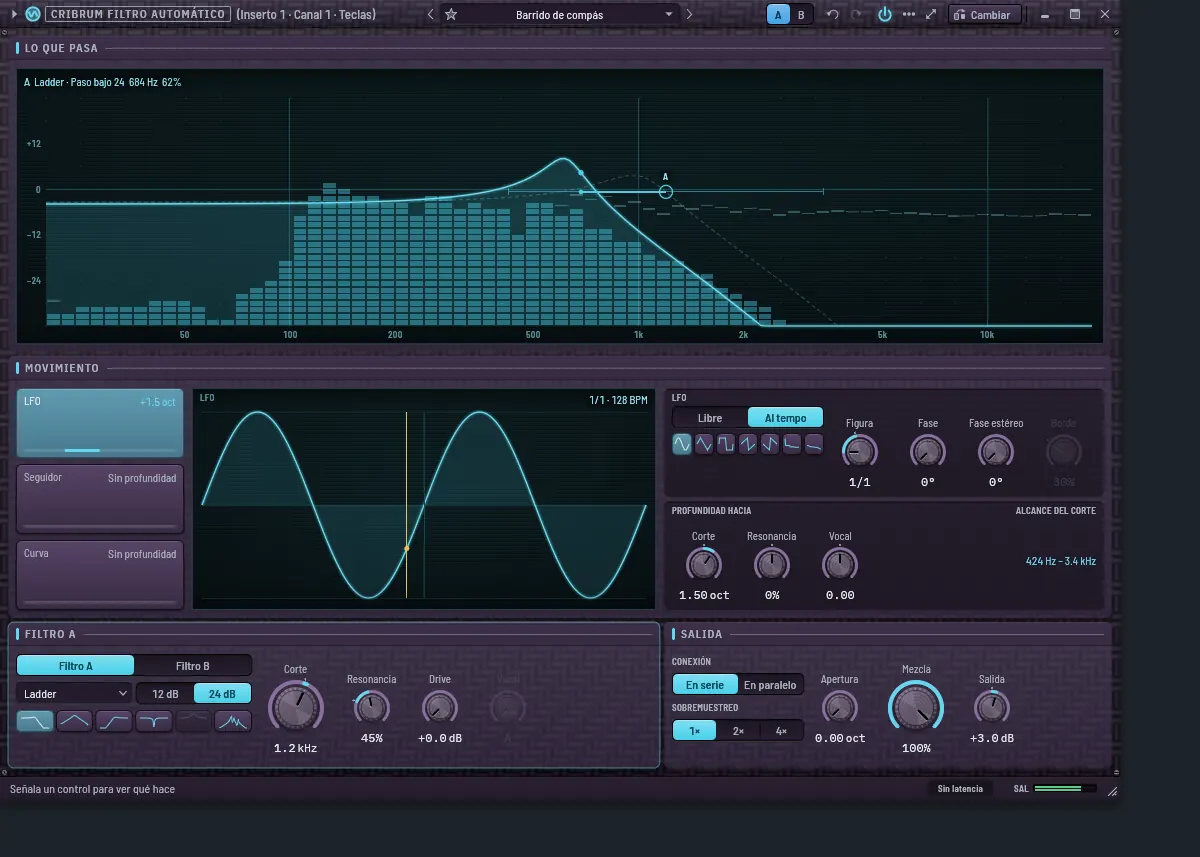 CRIBRUM FILTRO AUTOMÁTICO (Inserto 1 · Canal 1 · Teclas) Barrido de compás A B Cambiar
LO QUE PASA
A Ladder · Paso bajo 24 684 Hz 62%
A
+12
0
-12
-24
50 100 200 500 1k 2k 5k 10k
MOVIMIENTO
LFO +1.5 oct
Seguidor Sin profundidad
Curva Sin profundidad
LFO 1/1 · 128 BPM
LFO
Libre Al tempo
Figura Fase Fase estéreo Borde
1/1 0° 0° 30%
PROFUNDIDAD HACIA ALCANCE DEL CORTE
Corte Resonancia Vocal
424 Hz – 3.4 kHz
1.50 oct 0% 0.00
FILTRO A
Filtro A Filtro B
Ladder 12 dB 24 dB
Corte Resonancia Drive
1.2 kHz 45% +0.0 dB
SALIDA
CONEXIÓN
En serie En paralelo
SOBREMUESTREO
1× 2× 4×
Apertura Mezcla Salida
0.00 oct 100% +3.0 dB
Señala un control para ver qué hace Sin latencia SAL